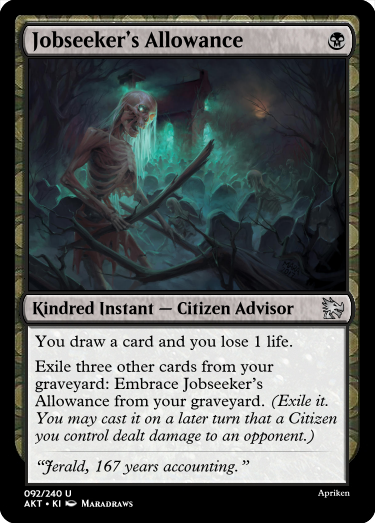 Jobseeker's Allowance
Kindred Instant — Citizen Advisor
You draw a card and you lose 1 life.
Exile three other cards from your
graveyard: Embrace Jobseeker's
Allowance from your graveyard. (Exile it.
You may cast it on a later turn that a Citizen
you control dealt damage to an opponent.)
"Jerald, 167 years accounting."
092/240 U
Apriken
AKT • KI Maradraws